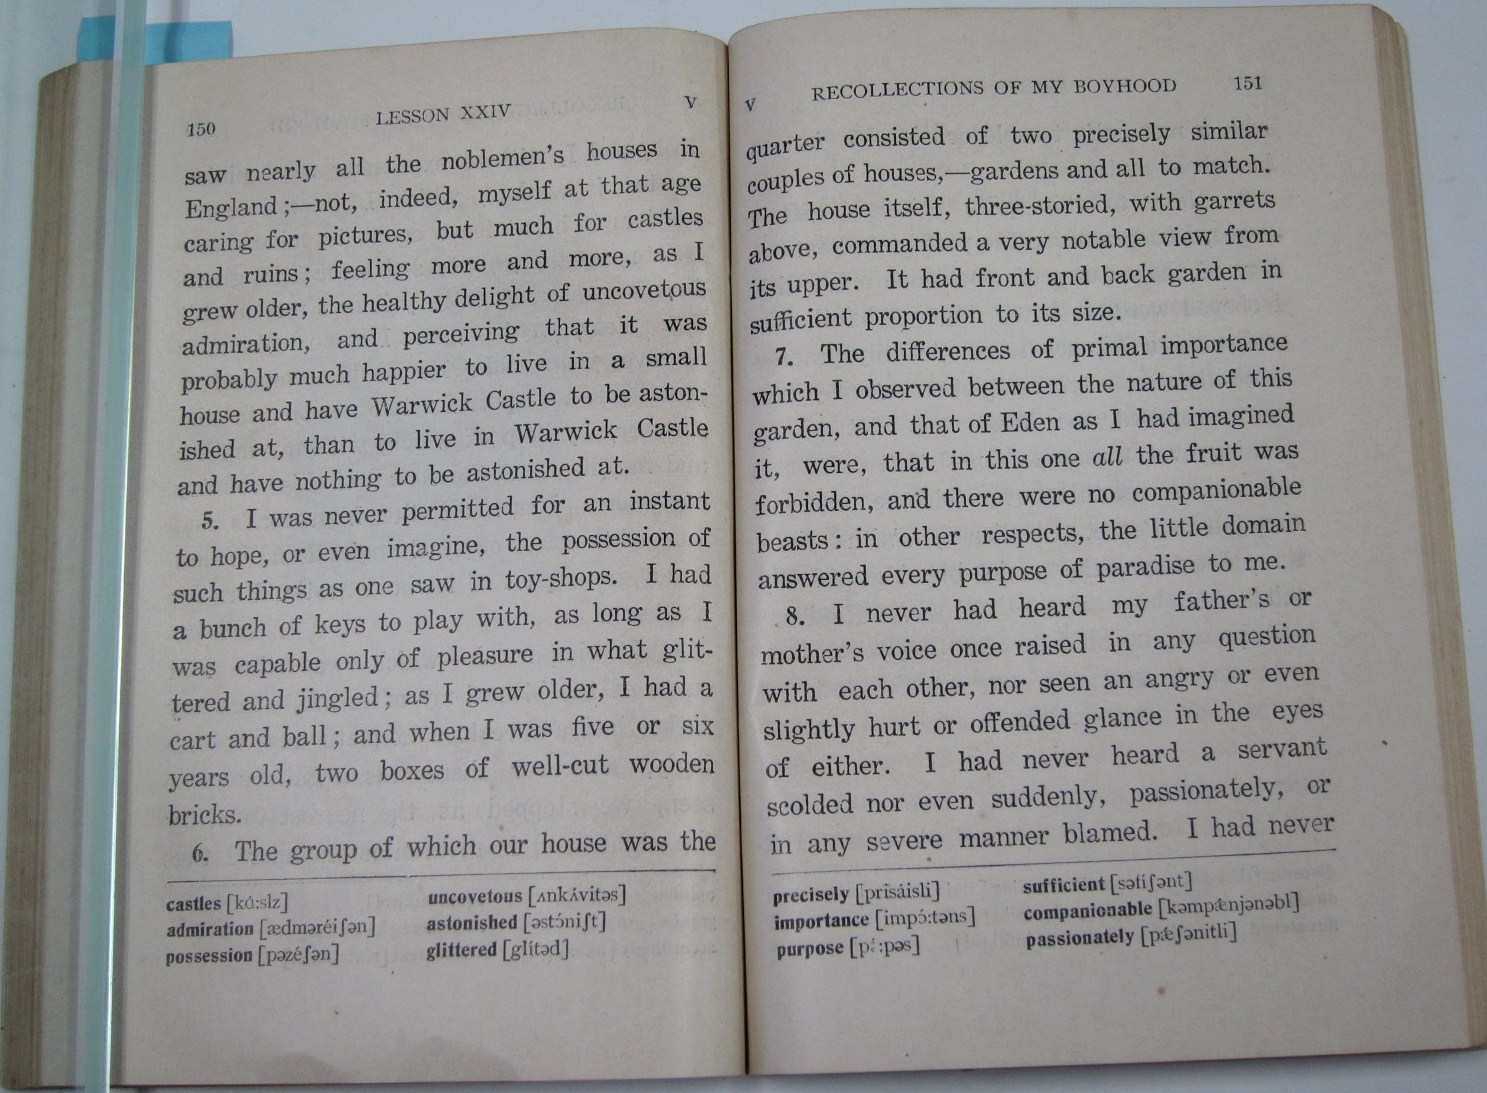 150 LESSON XXIV V
saw nearly all the noblemen's houses in
England;—not, indeed, myself at that age
caring for pictures, but much for castles
and ruins; feeling more and more, as I
grew older, the healthy delight of uncovetous
admiration, and perceiving that it was
probably much happier to live in a small
house and have Warwick Castle to be aston-
ished at, than to live in Warwick Castle
and have nothing to be astonished at.
5. I was never permitted for an instant
to hope, or even imagine, the possession of
such things as one saw in toy-shops. I had
a bunch of keys to play with, as long as I
was capable only of pleasure in what glit-
tered and jingled; as I grew older, I had a
cart and ball; and when I was five or six
years old, two boxes of well-cut wooden
bricks.
6. The group of which our house was the
castles [kɑ́:slz] uncovetous [ʌnkʌ́vitəs]
admiration [ædməréiʃən] astonished [əstɔ́niʃt]
possession [pəzéʃən] glittered [glítəd]
V RECOLLECTIONS OF MY BOYHOOD 151
quarter consisted of two precisely similar
couples of houses,—gardens and all to match.
The house itself, three-storied, with garrets
above, commanded a very notable view from
its upper. It had front and back garden in
sufficient proportion to its size.
7. The differences of primal importance
which I observed between the nature of this
garden, and that of Eden as I had imagined
it, were, that in this one all the fruit was
forbidden, and there were no companionable
beasts: in other respects, the little domain
answered every purpose of paradise to me.
8. I never had heard my father's or
mother's voice once raised in any question
with each other, nor seen an angry or even
slightly hurt or offended glance in the eyes
of either. I had never heard a servant
scolded nor even suddenly, passionately, or
in any severe manner blamed. I had never
precisely [prisáisli] sufficient [səfíʃənt]
importance [impɔ́:təns] companionable [kəmpǽnjənəbl]
purpose passionately [pǽʃənitli]